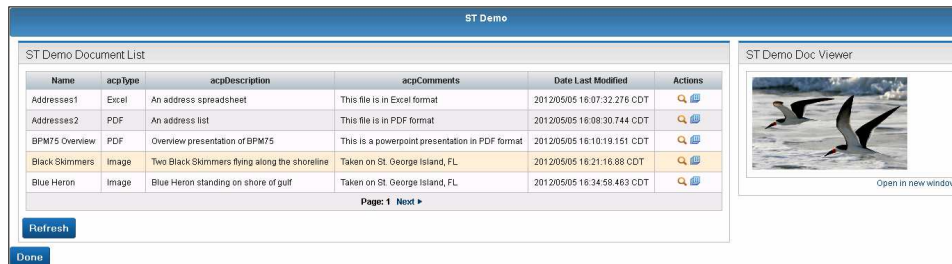 ST Demo
ST Demo Document List
Name acpType acpDescription acpComments Date Last Modified Actions
Addresses1 Excel An address spreadsheet This file is in Excel format 2012/05/05 16:07:32.276 CDT
Addresses2 PDF An address list This file is in PDF format 2012/05/05 16:08:30.744 CDT
BPM75 Overview PDF Overview presentation of BPM75 This is a powerpoint presentation in PDF format 2012/05/05 16:10:19.151 CDT
Black Skimmers Image Two Black Skimmers flying along the shoreline Taken on St. George Island, FL 2012/05/05 16:21:16.88 CDT
Blue Heron Image Blue Heron standing on shore of gulf Taken on St. George Island, FL 2012/05/05 16:34:58.463 CDT
Page: 1 Next
Refresh
Done
ST Demo Doc Viewer
Open in new window